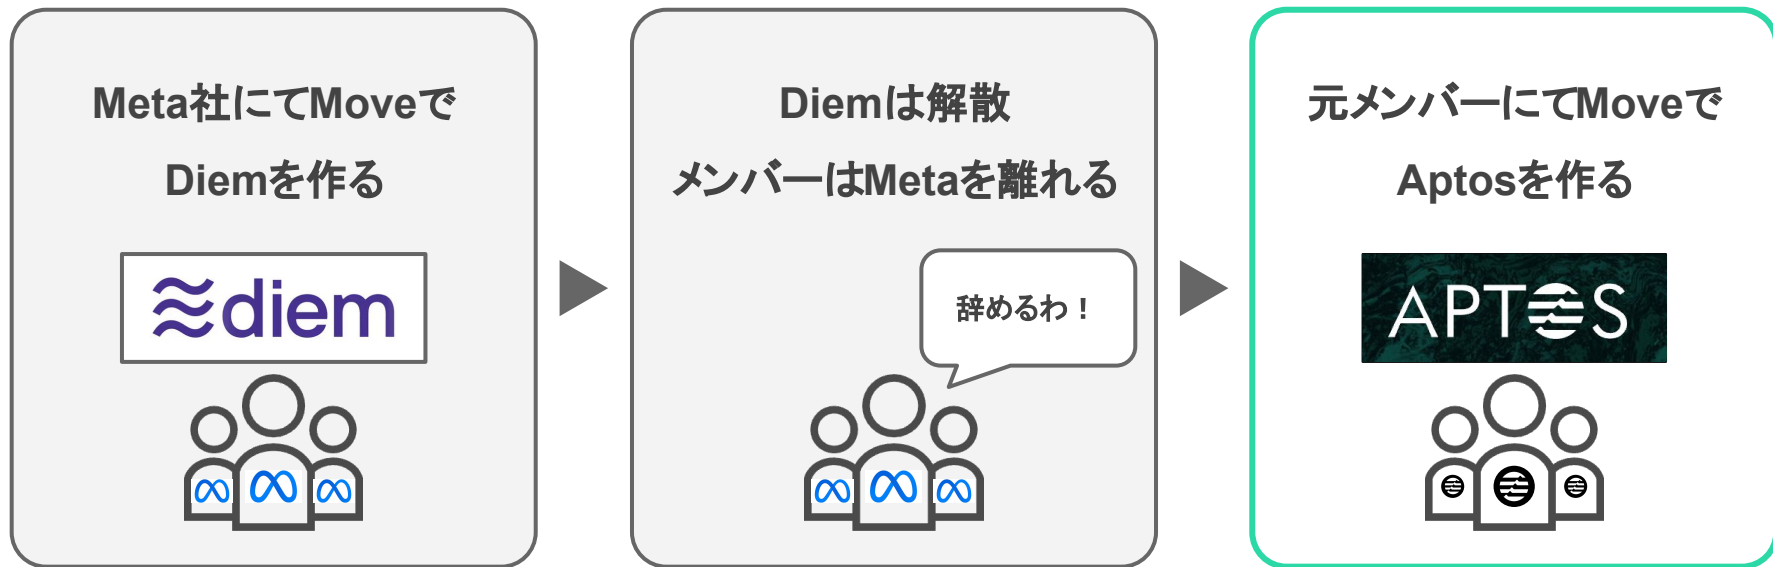 Meta社にてMoveで
Diemを作る
diem
Diemは解散
メンバーはMetaを離れる
辞めるわ！
元メンバーにてMoveで
Aptosを作る
APTOS